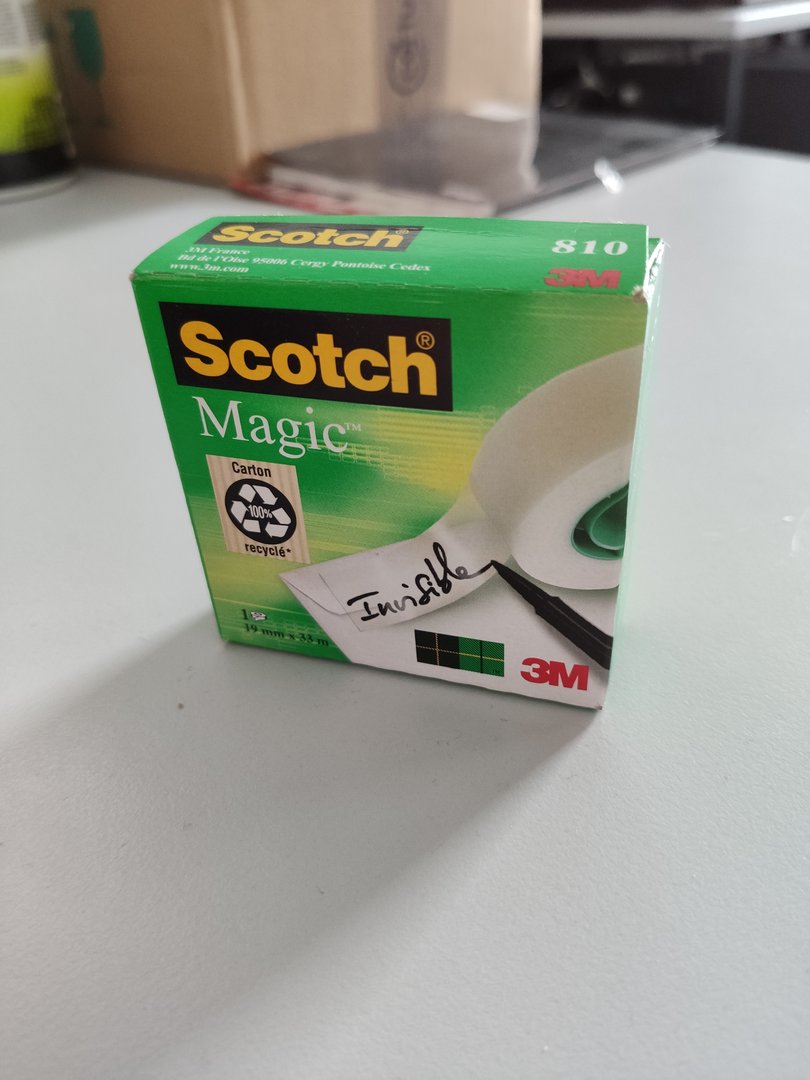 Scotch®
810
3M France
Bd de l'Oise 95006 Cergy Pontoise Cedex
www.3m.com
3M
Scotch®
Magic™
Carton
100%
recyclé*
Invisible
1
19 mm x 33 m
3M